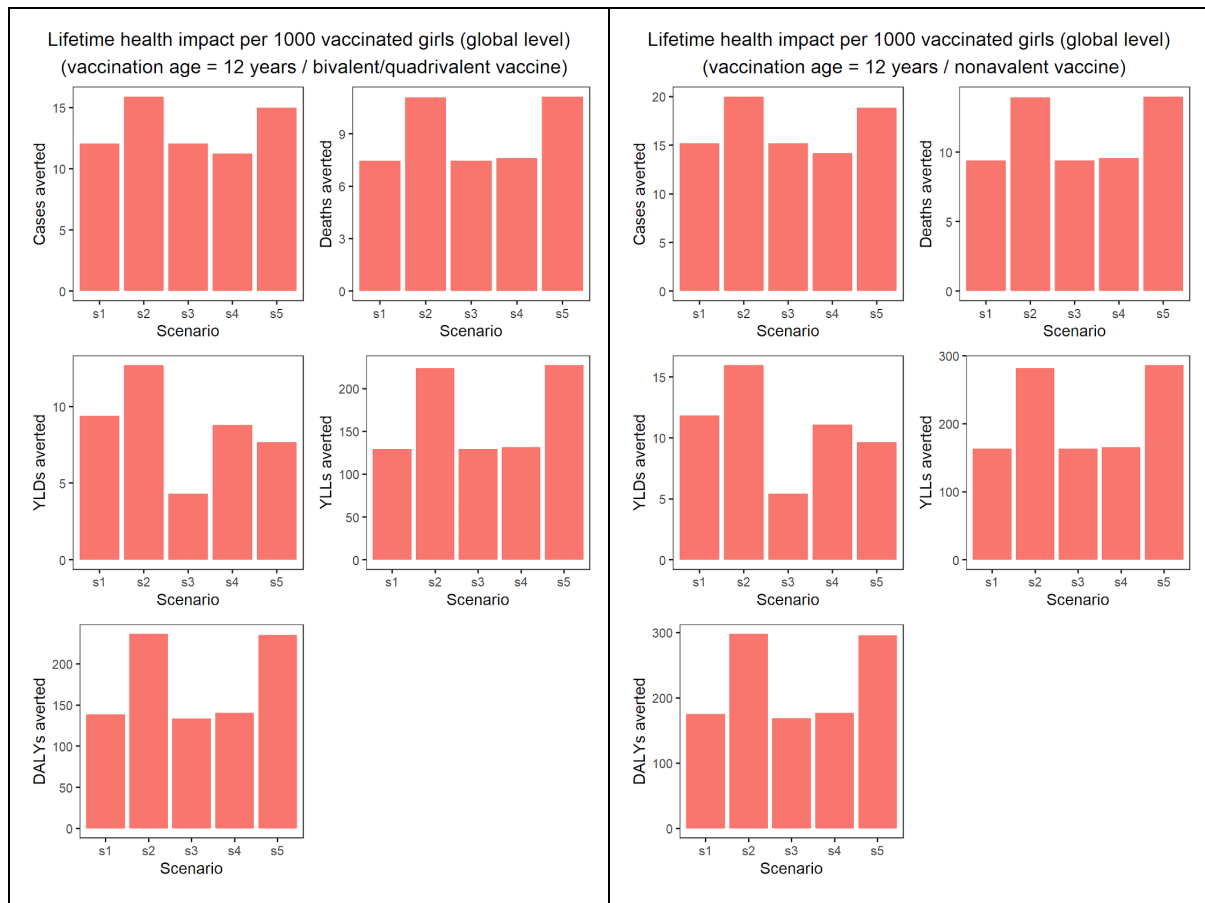 Lifetime health impact per 1000 vaccinated girls (global level)
(vaccination age = 12 years / bivalent/quadrivalent vaccine)
Cases averted
15
10
5
0
s1 s2 s3 s4 s5
Scenario
Deaths averted
9
6
3
0
s1 s2 s3 s4 s5
Scenario
YLDs averted
10
5
0
s1 s2 s3 s4 s5
Scenario
YLLs averted
200
150
100
50
0
s1 s2 s3 s4 s5
Scenario
DALYs averted
200
150
100
50
0
s1 s2 s3 s4 s5
Scenario
Lifetime health impact per 1000 vaccinated girls (global level)
(vaccination age = 12 years / nonavalent vaccine)
Cases averted
20
15
10
5
0
s1 s2 s3 s4 s5
Scenario
Deaths averted
10
5
0
s1 s2 s3 s4 s5
Scenario
YLDs averted
15
10
5
0
s1 s2 s3 s4 s5
Scenario
YLLs averted
300
200
100
0
s1 s2 s3 s4 s5
Scenario
DALYs averted
300
200
100
0
s1 s2 s3 s4 s5
Scenario